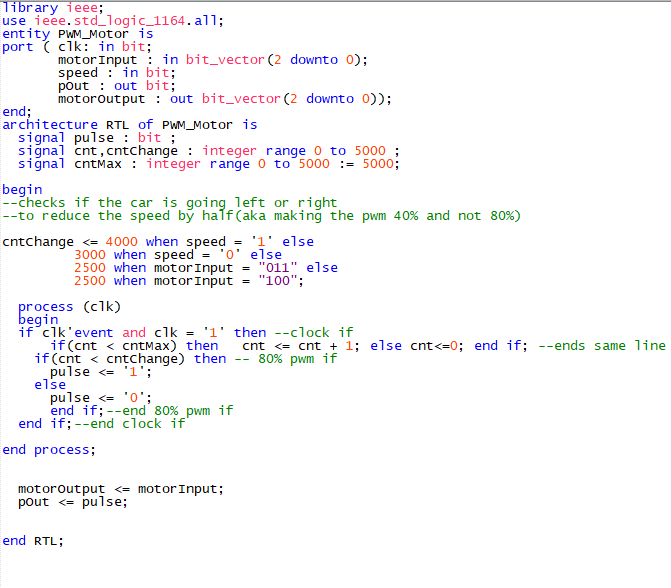 library ieee;
use ieee.std_logic_1164.all;
entity PWM_Motor is
port ( clk: in bit;
       motorInput : in bit_vector(2 downto 0);
       speed : in bit;
       pOut : out bit;
       motorOutput : out bit_vector(2 downto 0));
end;
architecture RTL of PWM_Motor is
  signal pulse : bit ;
  signal cnt,cntChange : integer range 0 to 5000 ;
  signal cntMax : integer range 0 to 5000 := 5000;
begin
--checks if the car is going left or right
--to reduce the speed by half(aka making the pwm 40% and not 80%)
cntChange <= 4000 when speed = '1' else
         3000 when speed = '0' else
         2500 when motorInput = "011" else
         2500 when motorInput = "100";
  process (clk)
  begin
  if clk'event and clk = '1' then --clock if
      if(cnt < cntMax) then   cnt <= cnt + 1; else cnt<=0; end if; --ends same line
    if(cnt < cntChange) then -- 80% pwm if
      pulse <= '1';
    else
      pulse <= '0';
      end if;--end 80% pwm if
  end if;--end clock if
end process;
  motorOutput <= motorInput;
  pOut <= pulse;
end RTL;